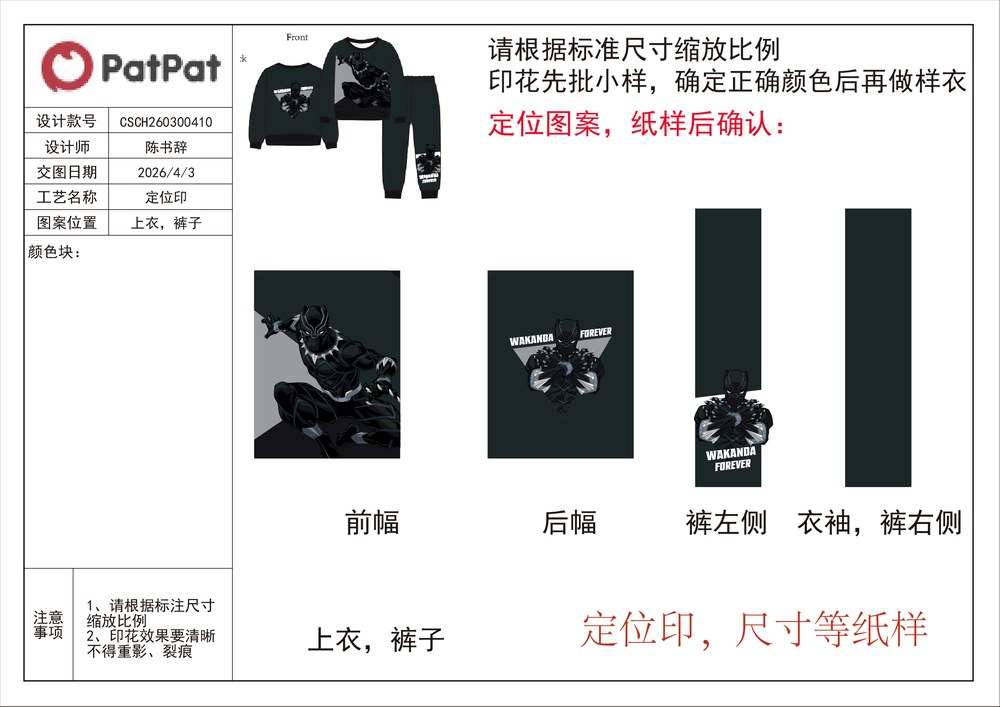 PatPat
设计款号 CSCH260300410
设计师 陈书辞
交图日期 2026/4/3
工艺名称 定位印
图案位置 上衣，裤子
颜色块：
注意
事项
1、请根据标注尺寸
缩放比例
2、印花效果要清晰
不得重影、裂痕
Front
请根据标准尺寸缩放比例
印花先批小样，确定正确颜色后再做样衣
定位图案，纸样后确认：
WAKANDA FOREVER
WAKANDA
FOREVER
前幅
后幅
裤左侧
衣袖，裤右侧
上衣，裤子
定位印，尺寸等纸样